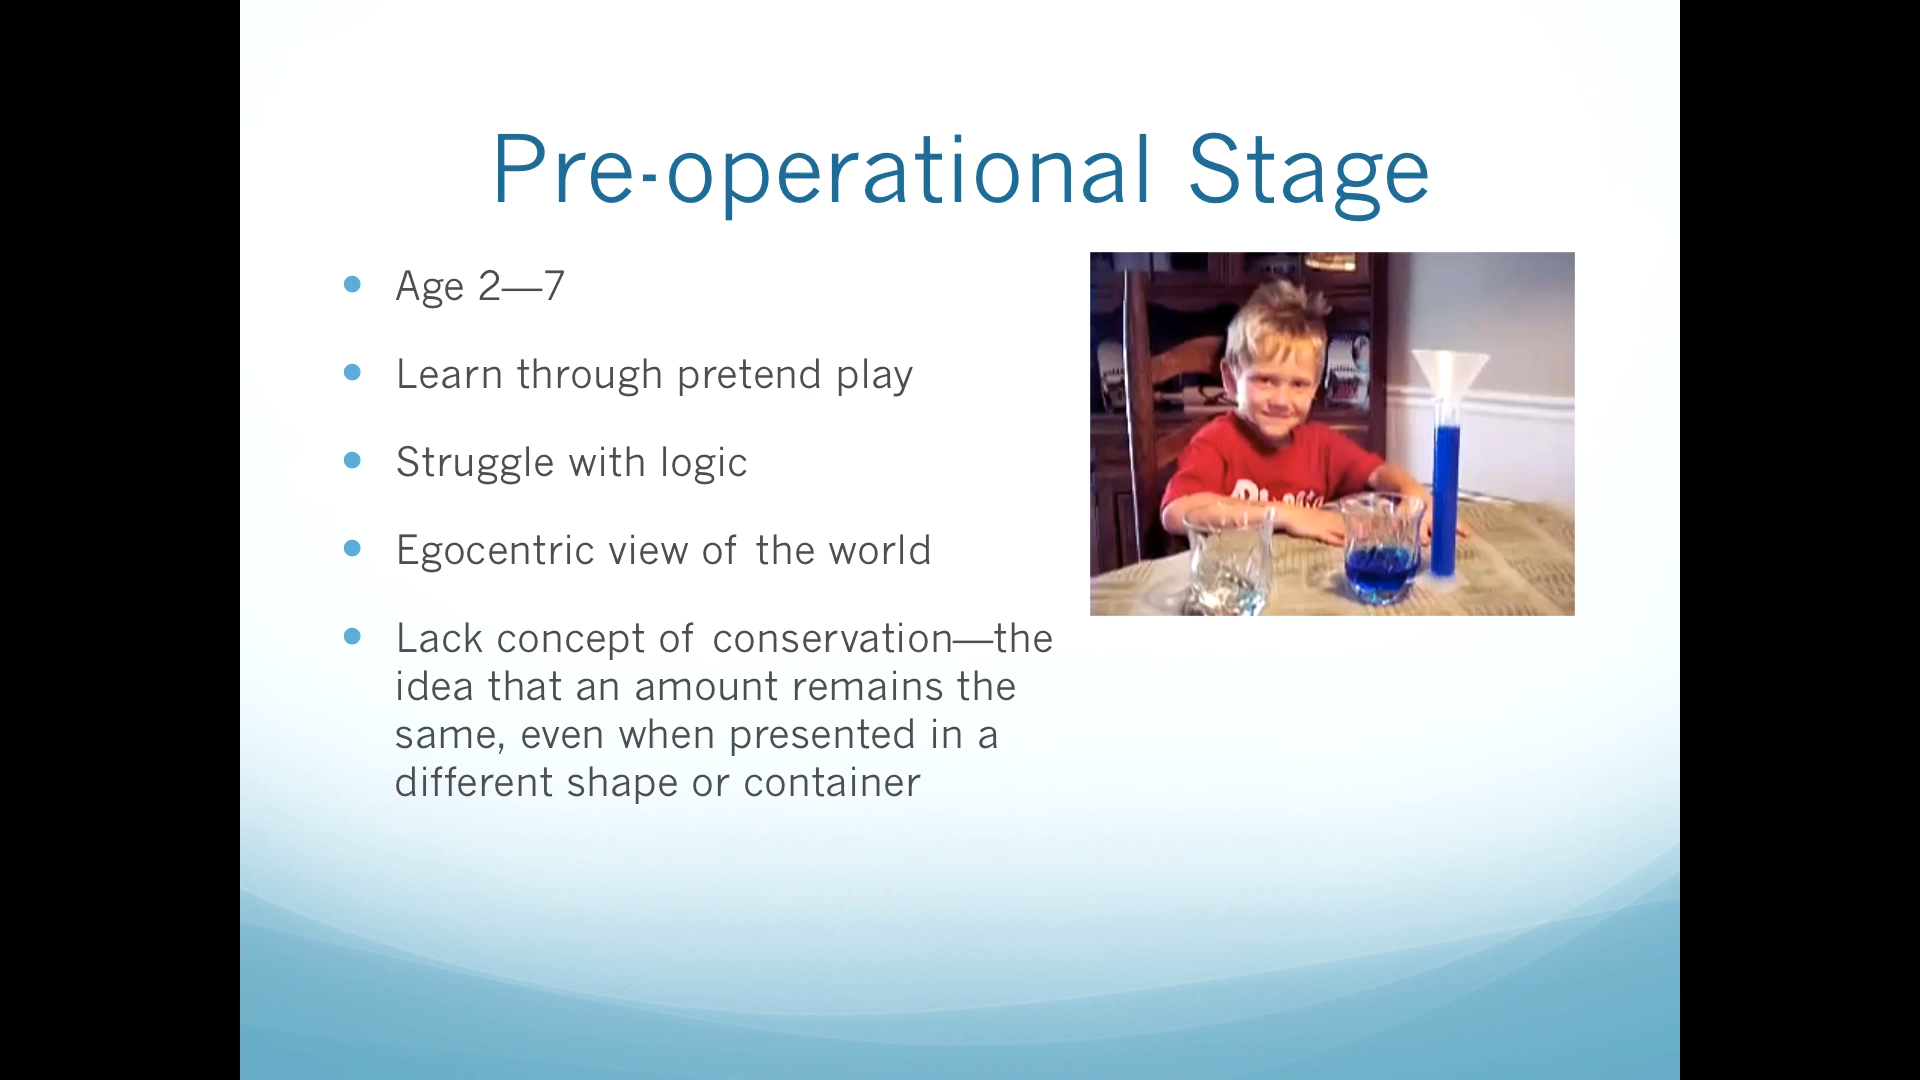 Pre-operational Stage
Age 2—7
Learn through pretend play
Struggle with logic
Egocentric view of the world
Lack concept of conservation—the
idea that an amount remains the
same, even when presented in a
different shape or container